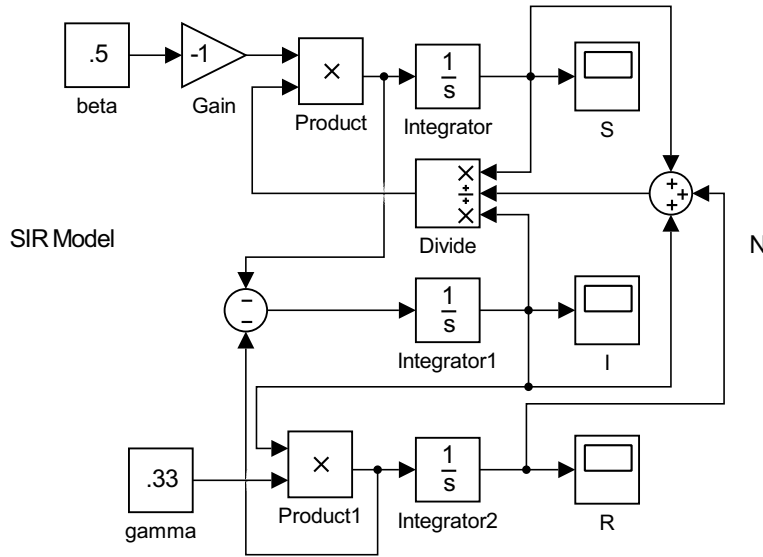 .5
beta
-1
Gain
×
Product
1
s
Integrator
S
×
÷
×
Divide
+
+
+
SIR Model
N
−
−
1
s
Integrator1
I
.33
gamma
×
Product1
1
s
Integrator2
R